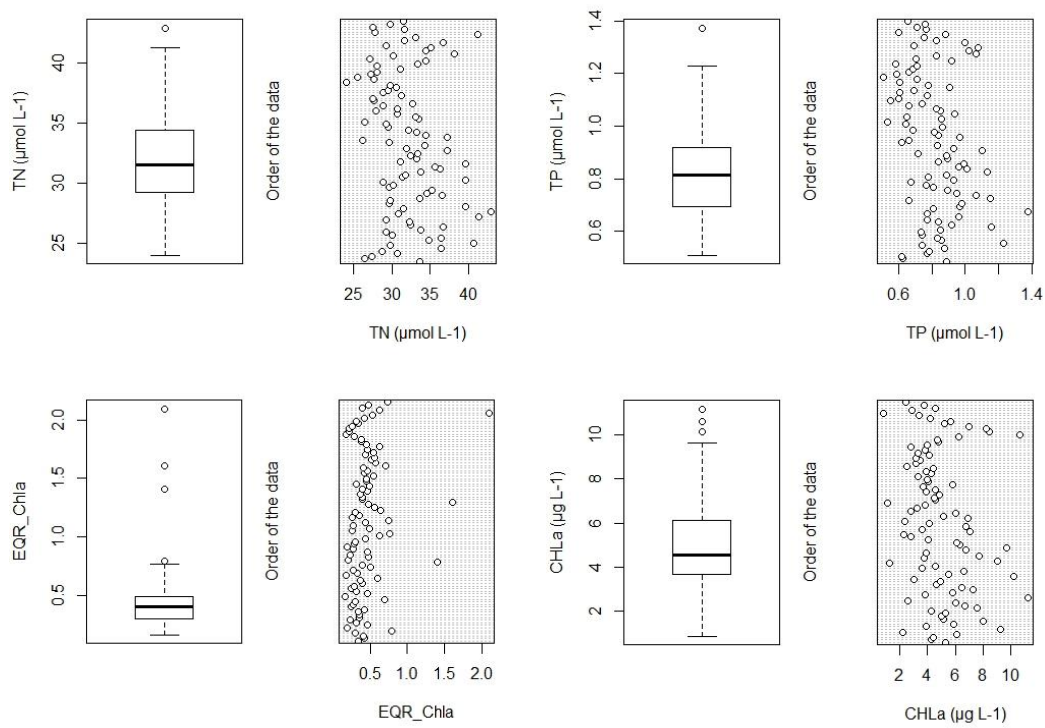 TN (µmol L-1)
25 30 35 40
Order of the data
25 30 35 40
TN (µmol L-1)
TP (µmol L-1)
0.6 0.8 1.0 1.2 1.4
Order of the data
0.6 1.0 1.4
TP (µmol L-1)
EQR_Chla
0.5 1.0 1.5 2.0
Order of the data
0.5 1.0 1.5 2.0
EQR_Chla
CHLa (µg L-1)
2 4 6 8 10
Order of the data
2 4 6 8 10
CHLa (µg L-1)